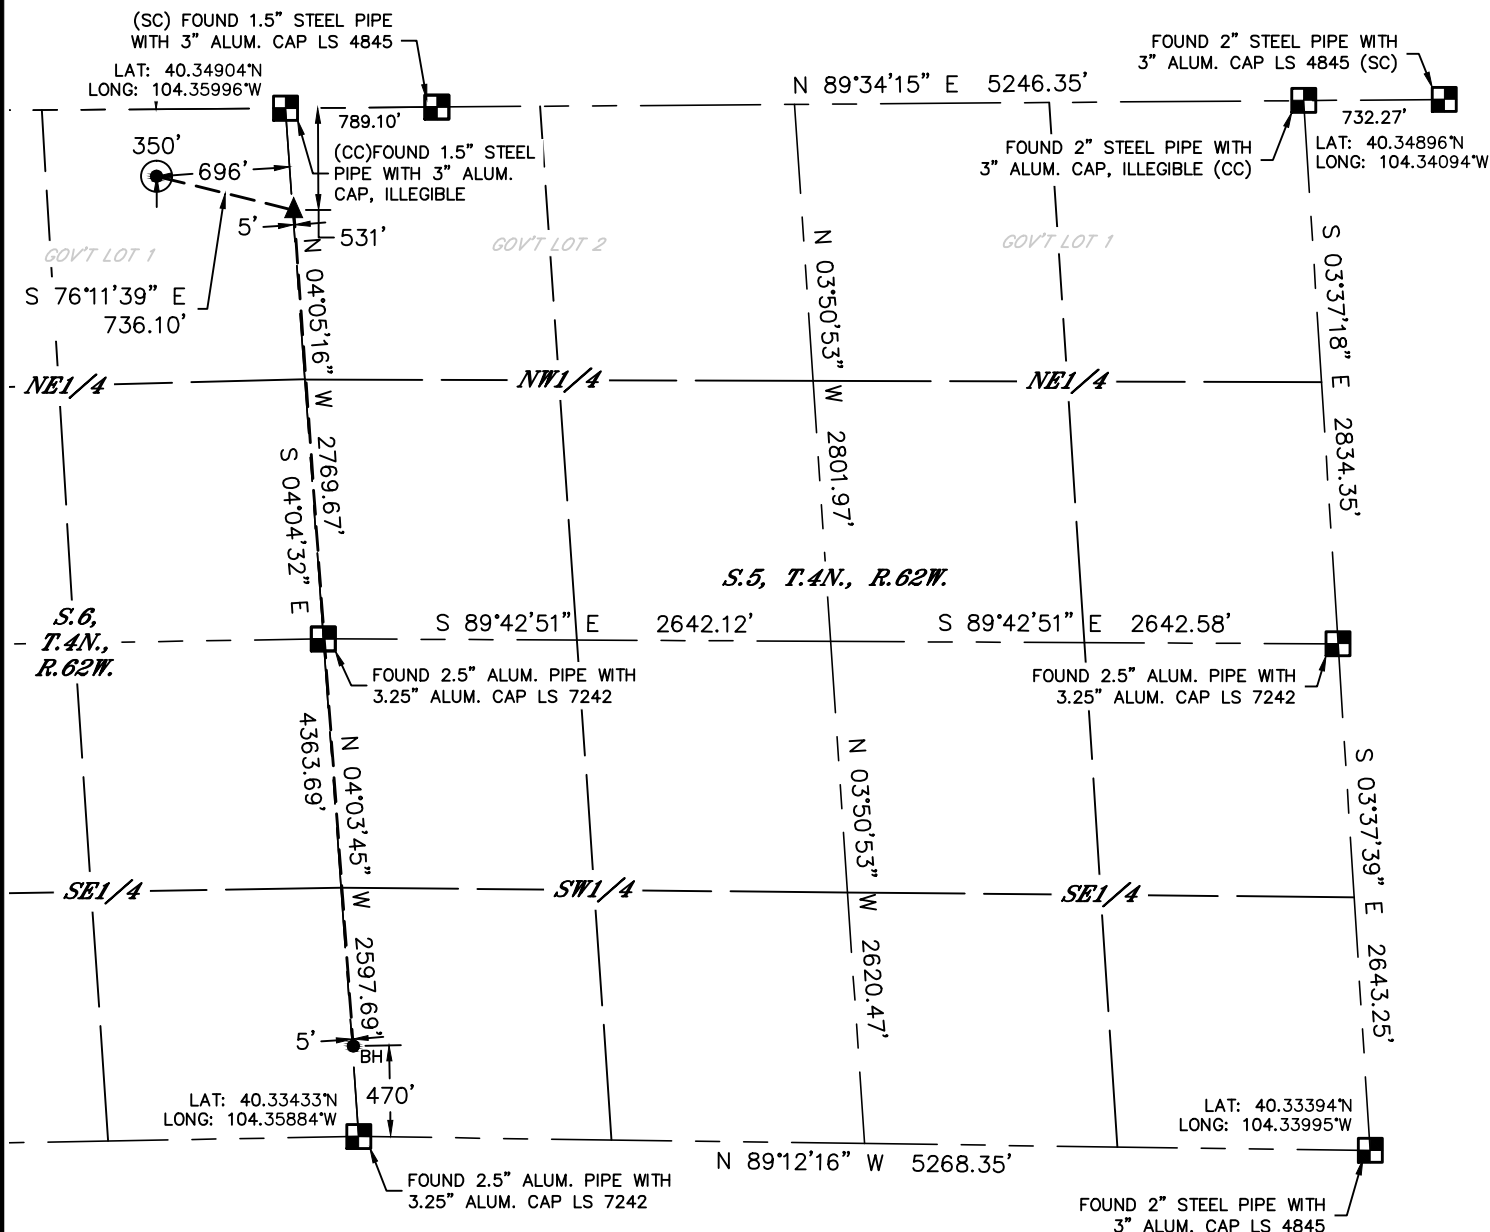 (SC) FOUND 1.5” STEEL PIPE
WITH 3” ALUM. CAP LS 4845
LAT: 40.34904°N
LONG: 104.35996°W
FOUND 2” STEEL PIPE WITH
3” ALUM. CAP LS 4845 (SC)
N 89°34’15” E 5246.35’
789.10’
732.27’
350’
696’
(CC)FOUND 1.5” STEEL
PIPE WITH 3” ALUM.
CAP, ILLEGIBLE
FOUND 2” STEEL PIPE WITH
3” ALUM. CAP, ILLEGIBLE (CC)
LAT: 40.34896°N
LONG: 104.34094°W
5’
531’
GOV’T LOT 1
GOV’T LOT 2
GOV’T LOT 1
S 76°11’39” E
736.10’
N 04°05’16” W 2769.67’
N 03°50’53” W 2801.97’
S 03°37’18” E 2834.35’
NE1/4
NW1/4
NE1/4
S 04°04’32” E
4363.69’
S.5, T.4N., R.62W.
S.6,
T.4N.,
R.62W.
S 89°42’51” E 2642.12’
S 89°42’51” E 2642.58’
FOUND 2.5” ALUM. PIPE WITH
3.25” ALUM. CAP LS 7242
FOUND 2.5” ALUM. PIPE WITH
3.25” ALUM. CAP LS 7242
N 04°03’45” W 2597.69’
N 03°50’53” W 2620.47’
S 03°37’39” E 2643.25’
SE1/4
SW1/4
SE1/4
5’
BH
470’
LAT: 40.33433°N
LONG: 104.35884°W
LAT: 40.33394°N
LONG: 104.33995°W
N 89°12’16” W 5268.35’
FOUND 2.5” ALUM. PIPE WITH
3.25” ALUM. CAP LS 7242
FOUND 2” STEEL PIPE WITH
3” ALUM. CAP LS 4845